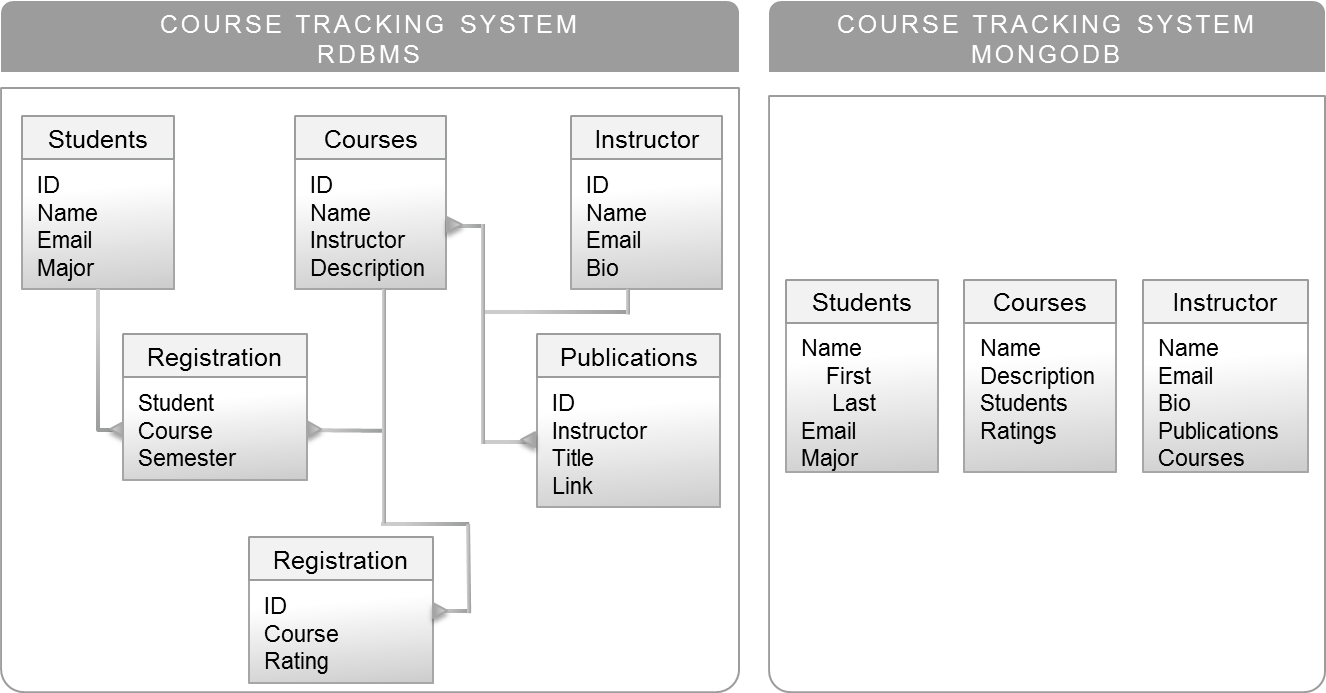 COURSE TRACKING SYSTEM
RDBMS
Students
ID
Name
Email
Major
Courses
ID
Name
Instructor
Description
Instructor
ID
Name
Email
Bio
Registration
Student
Course
Semester
Publications
ID
Instructor
Title
Link
Registration
ID
Course
Rating
COURSE TRACKING SYSTEM
MONGODB
Students
Name
First
Last
Email
Major
Courses
Name
Description
Students
Ratings
Instructor
Name
Email
Bio
Publications
Courses